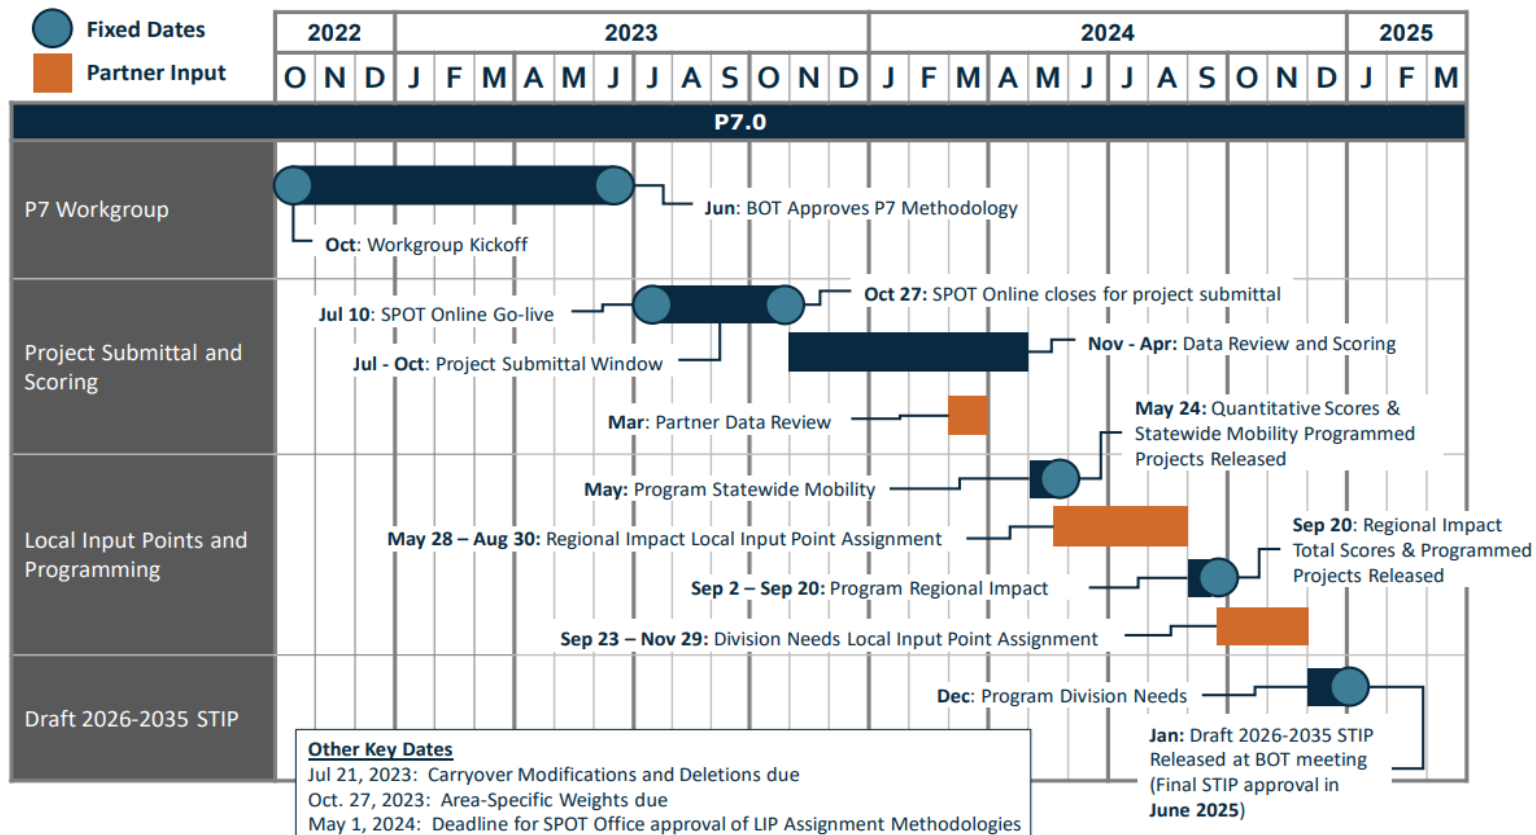 Fixed Dates
Partner Input
2022 2023 2024 2025
O N D J F M A M J J A S O N D J F M A M J J A S O N D J F M
P7.0
P7 Workgroup
Jun: BOT Approves P7 Methodology
Oct: Workgroup Kickoff
Project Submittal and
Scoring
Oct 27: SPOT Online closes for project submittal
Jul 10: SPOT Online Go-live
Nov - Apr: Data Review and Scoring
Jul - Oct: Project Submittal Window
Mar: Partner Data Review
May 24: Quantitative Scores &
Statewide Mobility Programmed
Projects Released
Local Input Points and
Programming
May: Program Statewide Mobility
May 28 – Aug 30: Regional Impact Local Input Point Assignment
Sep 20: Regional Impact
Total Scores & Programmed
Projects Released
Sep 2 – Sep 20: Program Regional Impact
Sep 23 – Nov 29: Division Needs Local Input Point Assignment
Draft 2026-2035 STIP
Dec: Program Division Needs
Jan: Draft 2026-2035 STIP
Released at BOT meeting
(Final STIP approval in
June 2025)
Other Key Dates
Jul 21, 2023: Carryover Modifications and Deletions due
Oct. 27, 2023: Area-Specific Weights due
May 1, 2024: Deadline for SPOT Office approval of LIP Assignment Methodologies